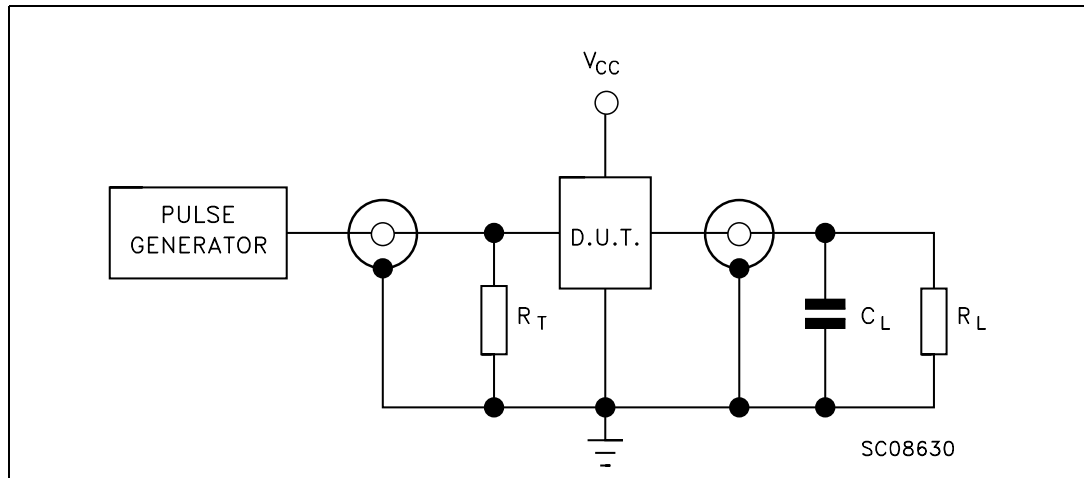 VCC
PULSE
GENERATOR
D.U.T.
RT
CL
RL
SC08630